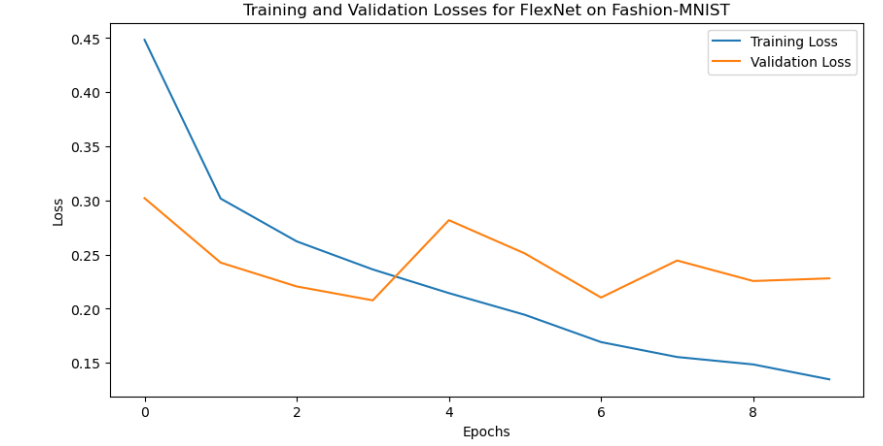 Training and Validation Losses for FlexNet on Fashion-MNIST
Training Loss
Validation Loss
0.45
0.40
0.35
0.30
0.25
0.20
0.15
Loss
0 2 4 6 8
Epochs